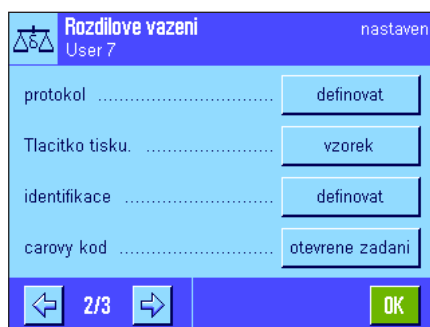 Rozdilove vazeni nastaven
User 7
protokol .............................. definovat
Tlacitko tisku. ........................ vzorek
identifikace .......................... definovat
carovy kod ........................... otevrene zadani
2/3 OK